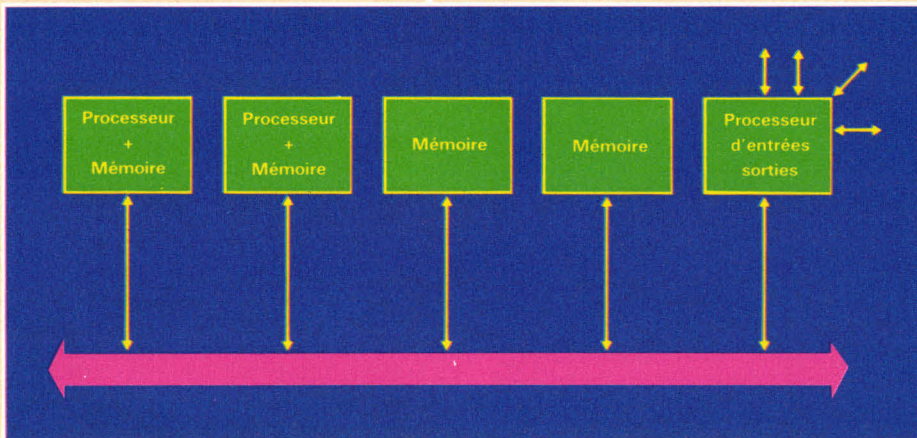 Processeur
+
Mémoire
Processeur
+
Mémoire
Mémoire
Mémoire
Processeur
d'entrées
sorties